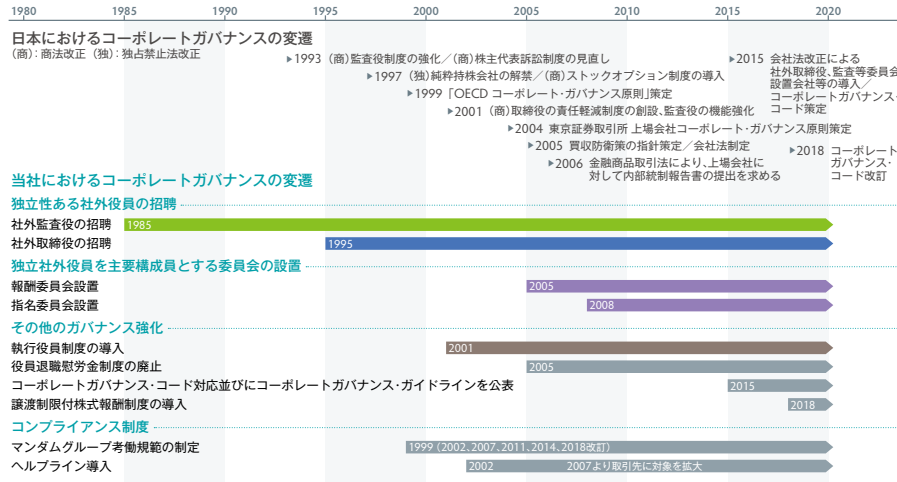 1980 1985 1990 1995 2000 2005 2010 2015 2020
日本におけるコーポレートガバナンスの変遷
（商）：商法改正（独）：独占禁止法改正
▶1993（商）監査役制度の強化／（商）株主代表訴訟制度の見直し
▶1997（独）純粋持株会社の解禁／（商）ストックオプション制度の導入
▶1999「OECD コーポレート・ガバナンス原則」策定
▶2001（商）取締役の責任軽減制度の創設、監査役の機能強化
▶2004 東京証券取引所 上場会社コーポレート・ガバナンス原則策定
▶2005 買収防衛策の指針策定／会社法制定
▶2006 金融商品取引法により、上場会社に
対して内部統制報告書の提出を求める
▶2015 会社法改正による
社外取締役、監査等委員会
設置会社等の導入／
コーポレートガバナンス・
コード策定
▶2018 コーポレート
ガバナンス・
コード改訂
当社におけるコーポレートガバナンスの変遷
独立性ある社外役員の招聘
社外監査役の招聘 1985
社外取締役の招聘 1995
独立社外役員を主要構成員とする委員会の設置
報酬委員会設置 2005
指名委員会設置 2008
その他のガバナンス強化
執行役員制度の導入 2001
役員退職慰労金制度の廃止 2005
コーポレートガバナンス・コード対応並びにコーポレートガバナンス・ガイドラインを公表 2015
譲渡制限付株式報酬制度の導入 2018
コンプライアンス制度
マンダムグループ考働規範の制定 1999（2002、2007、2011、2014、2018改訂）
ヘルプライン導入 2002 2007より取引先に対象を拡大